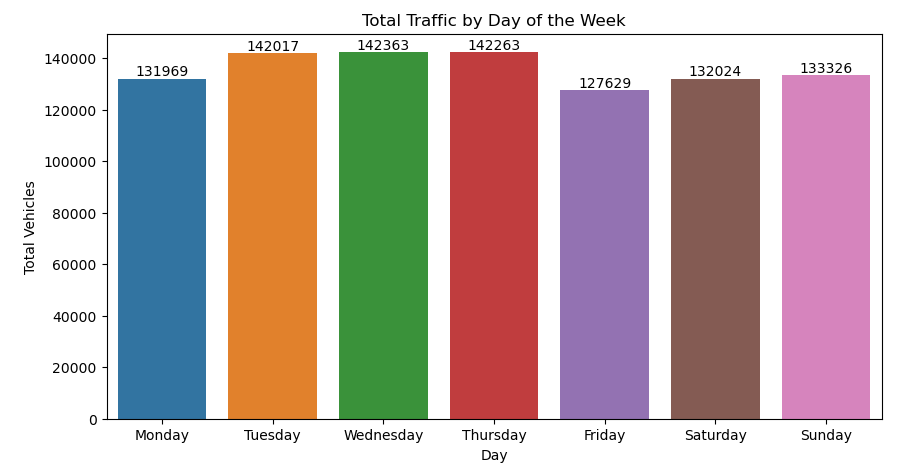 Total Traffic by Day of the Week
Total Vehicles
140000
120000
100000
80000
60000
40000
20000
0
131969
142017
142363
142263
127629
132024
133326
Monday
Tuesday
Wednesday
Thursday
Friday
Saturday
Sunday
Day